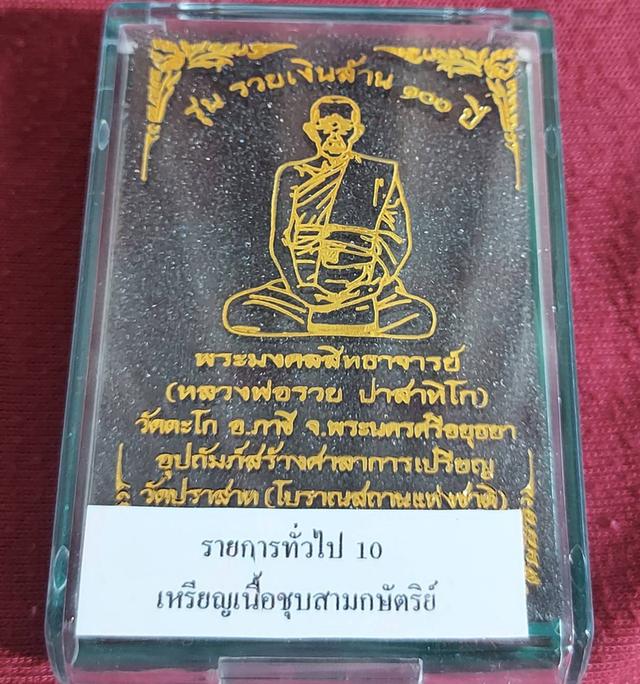 รุ่น รวยเงินล้าน ๑๐๐ ปี
พระมงคลสิทธาจารย์
(หลวงพ่อรวย ปาสาทิโก)
วัดตะโก อ.ภาชี จ.พระนครศรีอยุธยา
อุปถัมภ์สร้างศาลาการเปรียญ
วัดปราสาท (โบราณสถานแห่งชาติ)
รายการทั่วไป 10
เหรียญเนื้อชุบสามกษัตริย์